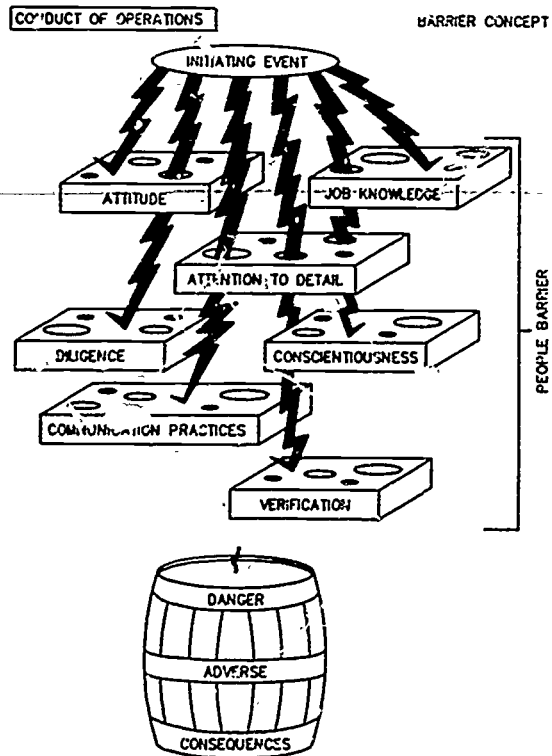 CONDUCT OF OPERATIONS
BARRIER CONCEPT
INITIATING EVENT
ATTITUDE
JOB KNOWLEDGE
ATTENTION TO DETAIL
DILIGENCE
CONSCIENTIOUSNESS
COMMUNICATION PRACTICES
VERIFICATION
PEOPLE BARRIER
DANGER
ADVERSE
CONSEQUENCES